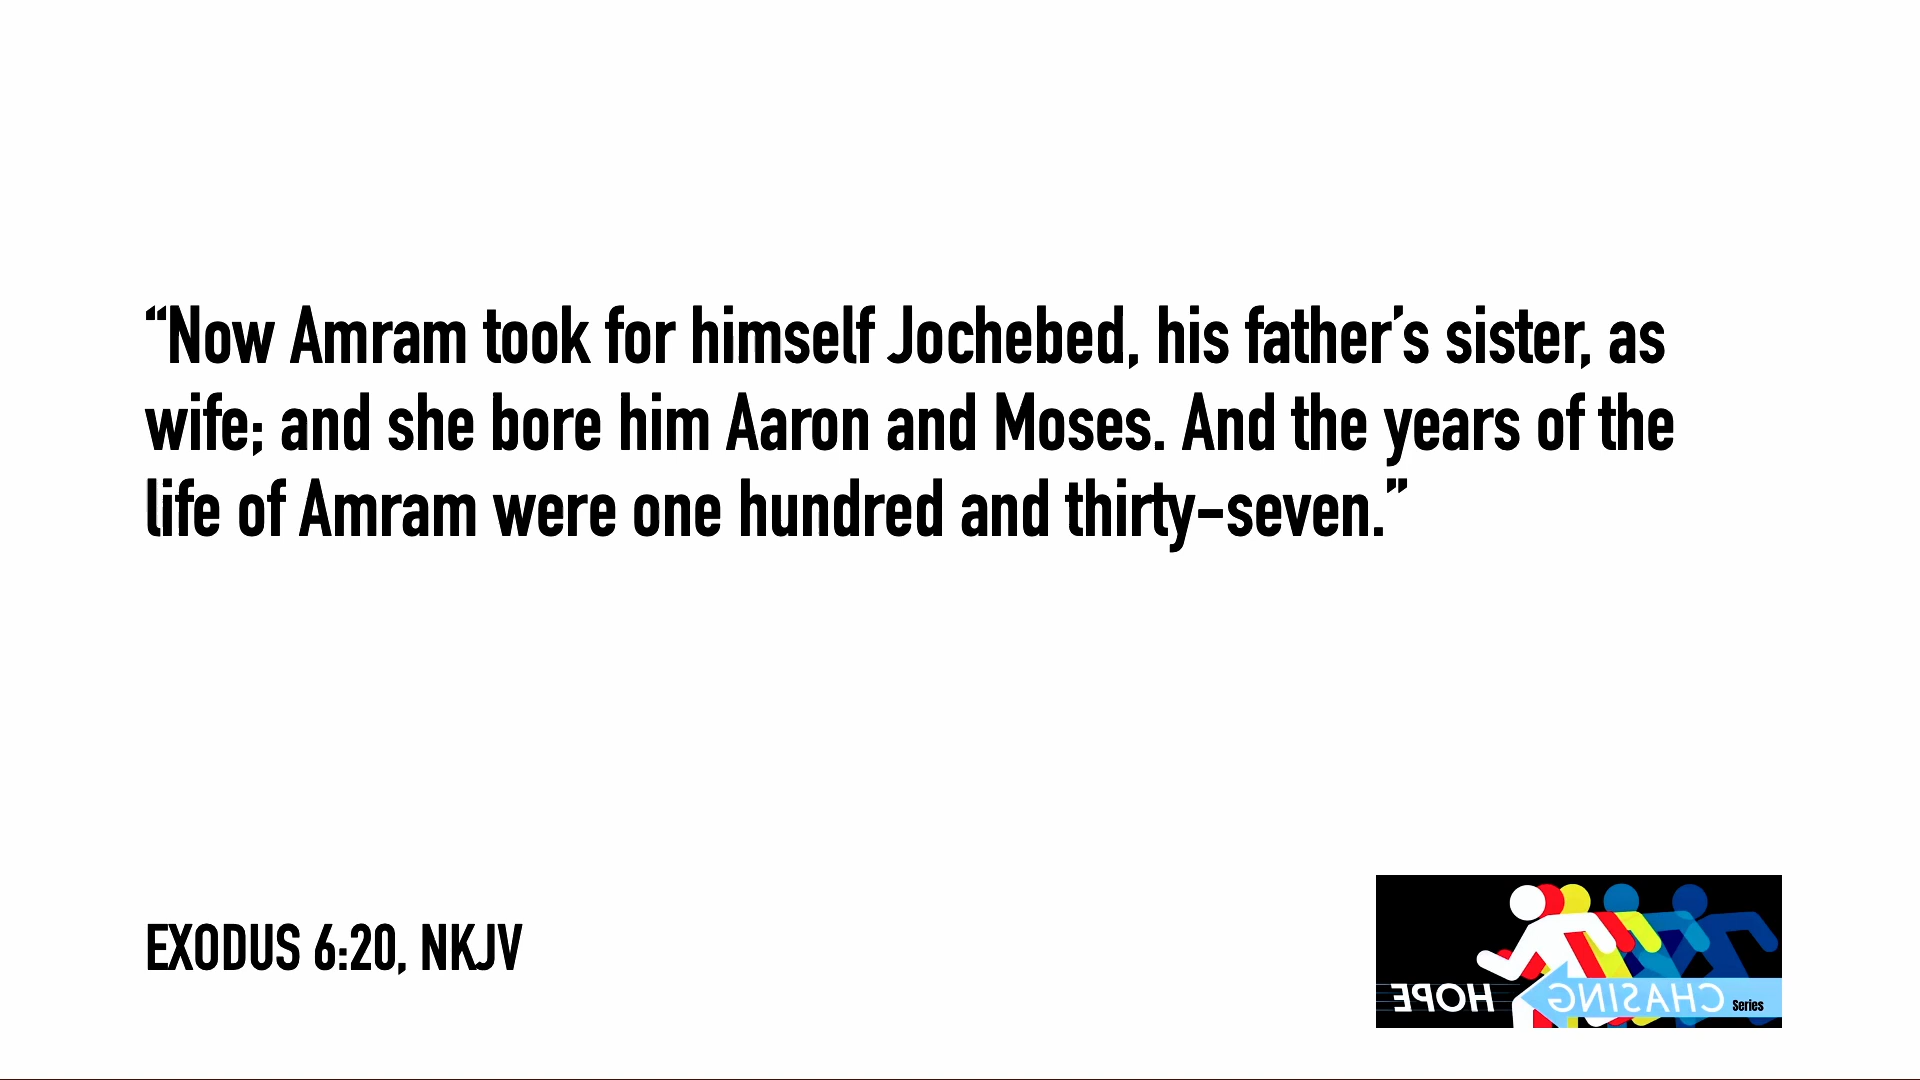 “Now Amram took for himself Jochebed, his father’s sister, as
wife; and she bore him Aaron and Moses. And the years of the
life of Amram were one hundred and thirty-seven.”
EXODUS 6:20, NKJV
HOPE
CHASING
Series